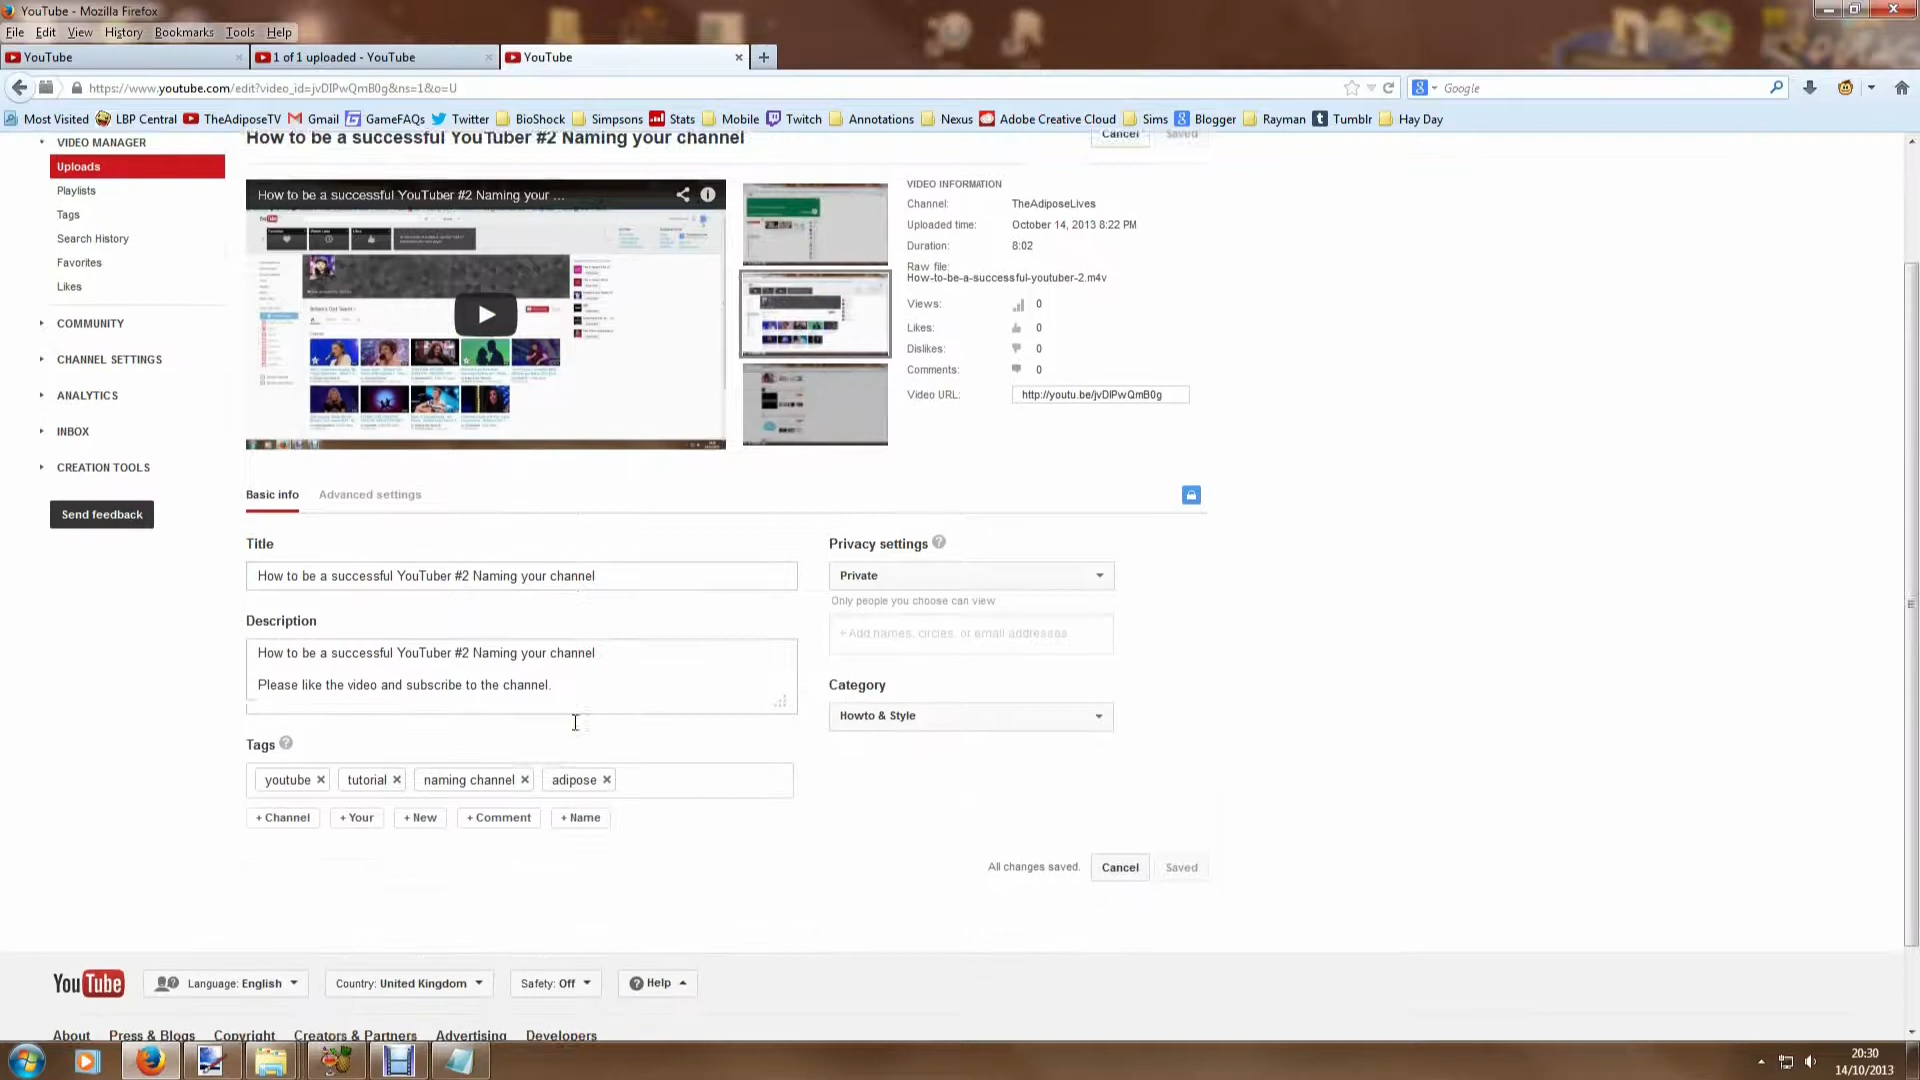 YouTube - Mozilla Firefox
File Edit View History Bookmarks Tools Help
YouTube
1 of 1 uploaded - YouTube
YouTube
https://www.youtube.com/edit?video_id=jvDIPwQmB0g&ns=1&o=U
Google
Most Visited LBP Central TheAdiposeTV Gmail GameFAQs Twitter BioShock Simpsons Stats Mobile Twitch Annotations Nexus Adobe Creative Cloud Sims Blogger Rayman Tumblr Hay Day
VIDEO MANAGER
Uploads
Playlists
Tags
Search History
Favorites
Likes
COMMUNITY
CHANNEL SETTINGS
ANALYTICS
INBOX
CREATION TOOLS
Send feedback
How to be a successful YouTuber #2 Naming your channel
Cancel Saved
How to be a successful YouTuber #2 Naming your ...
VIDEO INFORMATION
Channel: TheAdiposeLives
Uploaded time: October 14, 2013 8:22 PM
Duration: 8:02
Raw file:
How-to-be-a-successful-youtuber-2.m4v
Views: 0
Likes: 0
Dislikes: 0
Comments: 0
Video URL: http://youtu.be/jvDIPwQmB0g
Basic info Advanced settings
Title
How to be a successful YouTuber #2 Naming your channel
Description
How to be a successful YouTuber #2 Naming your channel
Please like the video and subscribe to the channel.
Tags
youtube × tutorial × naming channel × adipose ×
+ Channel + Your + New + Comment + Name
Privacy settings
Private
Only people you choose can view
+ Add names, circles, or email addresses
Category
Howto & Style
All changes saved. Cancel Saved
YouTube Language: English Country: United Kingdom Safety: Off Help
About Press & Blogs Copyright Creators & Partners Advertising Developers
20:30
14/10/2013